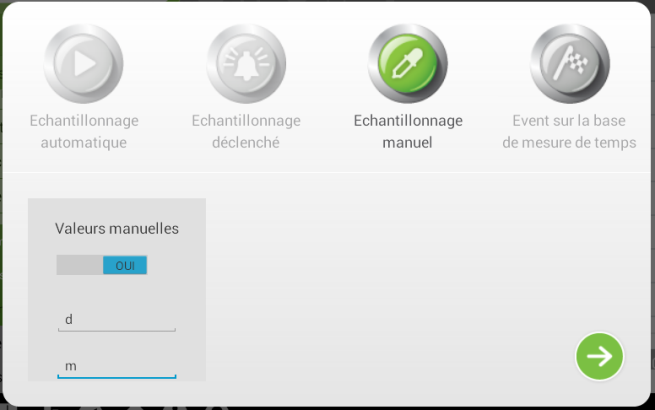 Echantillonnage
automatique
Echantillonnage
déclenché
Echantillonnage
manuel
Event sur la base
de mesure de temps
Valeurs manuelles
OUI
d
m